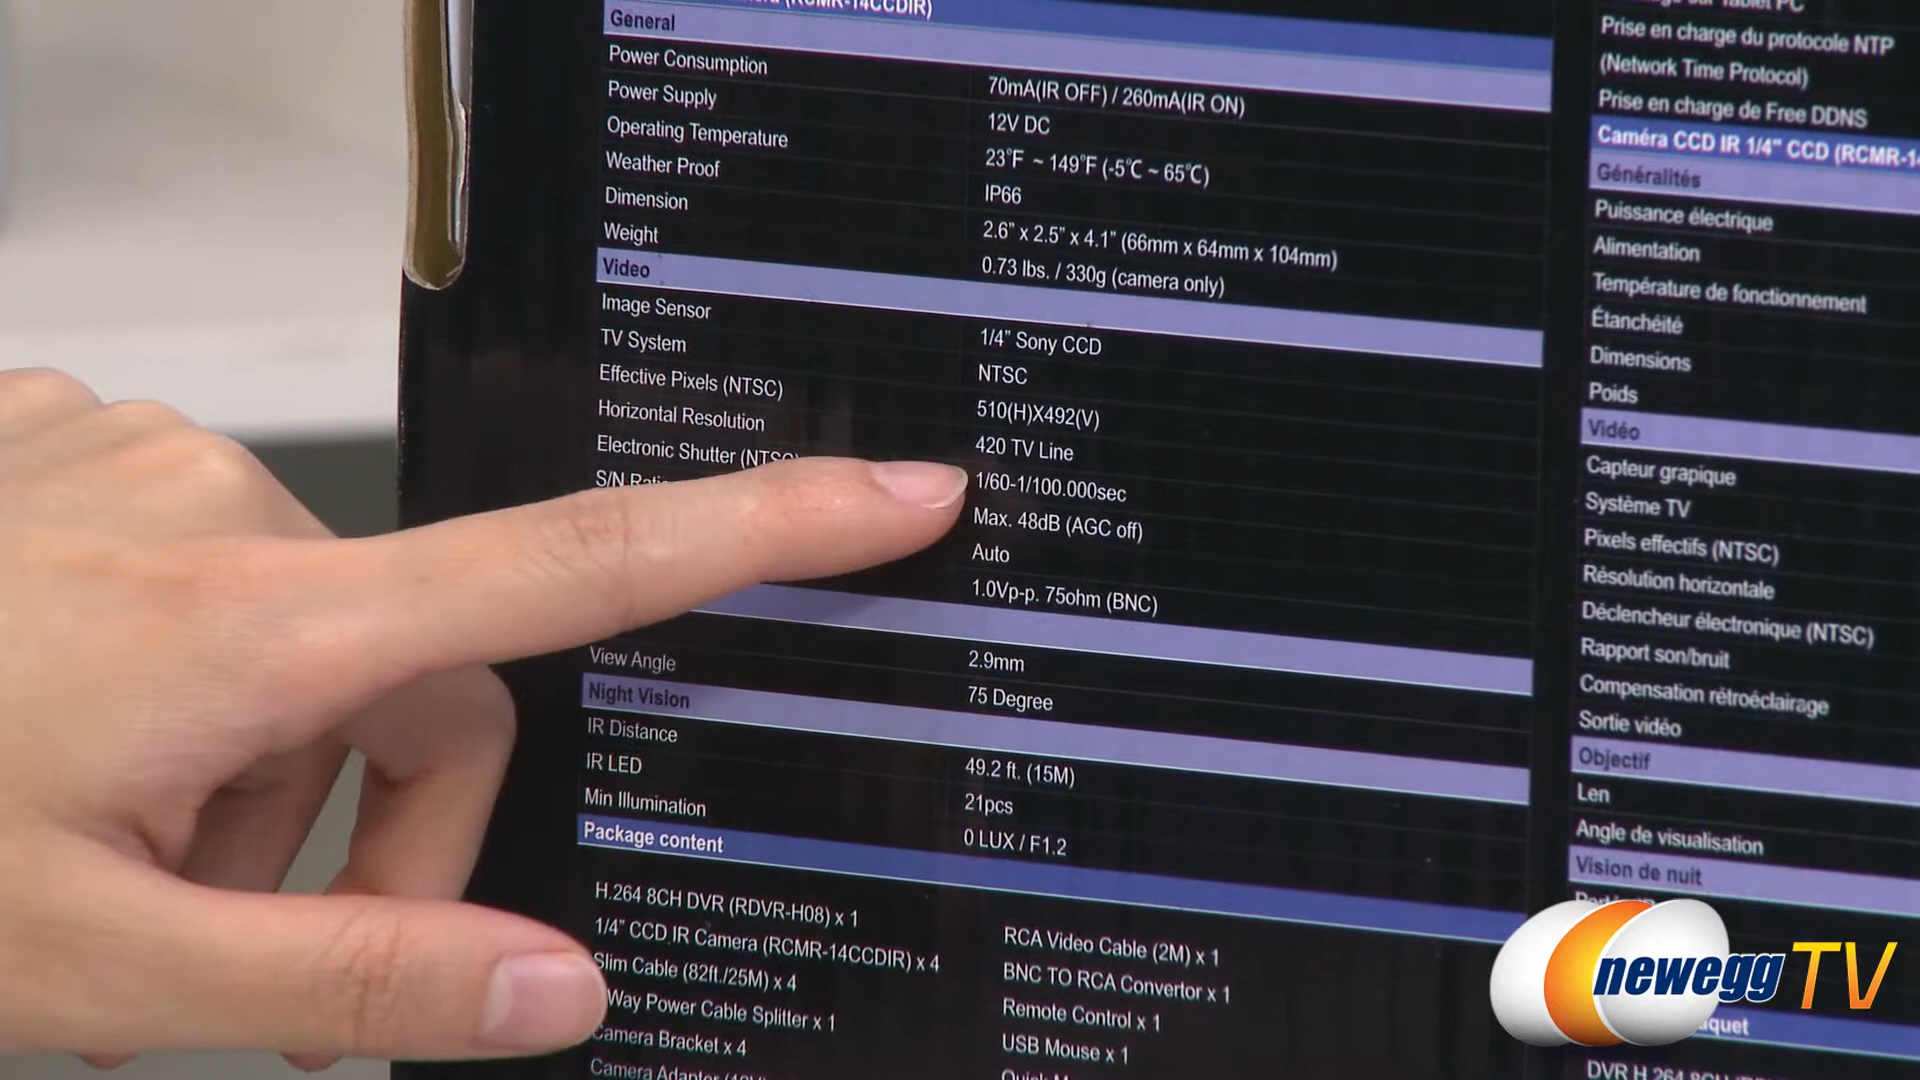 (RCMR-14CCDIR)
General
Power Consumption 70mA(IR OFF) / 260mA(IR ON)
Power Supply 12V DC
Operating Temperature 23°F ~ 149°F (-5°C ~ 65°C)
Weather Proof IP66
Dimension 2.6" x 2.5" x 4.1" (66mm x 64mm x 104mm)
Weight 0.73 lbs. / 330g (camera only)
Video
Image Sensor 1/4" Sony CCD
TV System NTSC
Effective Pixels (NTSC) 510(H)X492(V)
Horizontal Resolution 420 TV Line
Electronic Shutter (NTSC) 1/60-1/100.000sec
S/N Max. 48dB (AGC off)
Auto
1.0Vp-p. 75ohm (BNC)
2.9mm
View Angle 75 Degree
Night Vision
IR Distance 49.2 ft. (15M)
IR LED 21pcs
Min Illumination 0 LUX / F1.2
Package content
H.264 8CH DVR (RDVR-H08) x 1
1/4" CCD IR Camera (RCMR-14CCDIR) x 4
Slim Cable (82ft./25M) x 4
Way Power Cable Splitter x 1
Camera Bracket x 4
Camera
RCA Video Cable (2M) x 1
BNC TO RCA Convertor x 1
Remote Control x 1
USB Mouse x 1
Tablet PC
Prise en charge du protocole NTP
(Network Time Protocol)
Prise en charge de Free DDNS
Caméra CCD IR 1/4" CCD (RCMR-1
Généralités
Puissance électrique
Alimentation
Température de fonctionnement
Étanchéité
Dimensions
Poids
Vidéo
Capteur grapique
Système TV
Pixels effectifs (NTSC)
Résolution horizontale
Déclencheur électronique (NTSC)
Rapport son/bruit
Compensation rétroéclairage
Sortie vidéo
Objectif
Len
Angle de visualisation
Vision de nuit
newegg TV